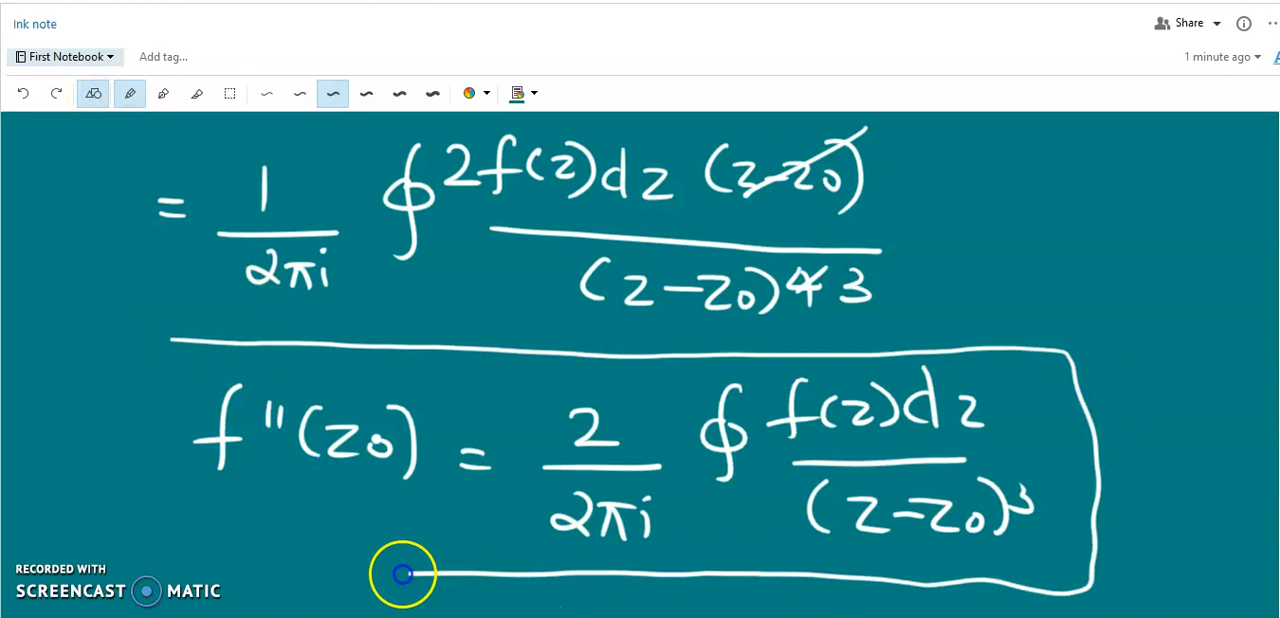 Ink note
Share
First Notebook
Add tag...
1 minute ago
= 1/2πi ∮ 2f(z)dz (z-z0) / (z-z0)4 3
f"(z0) = 2/2πi ∮ f(z)dz / (z-z0)³
RECORDED WITH
SCREENCAST MATIC